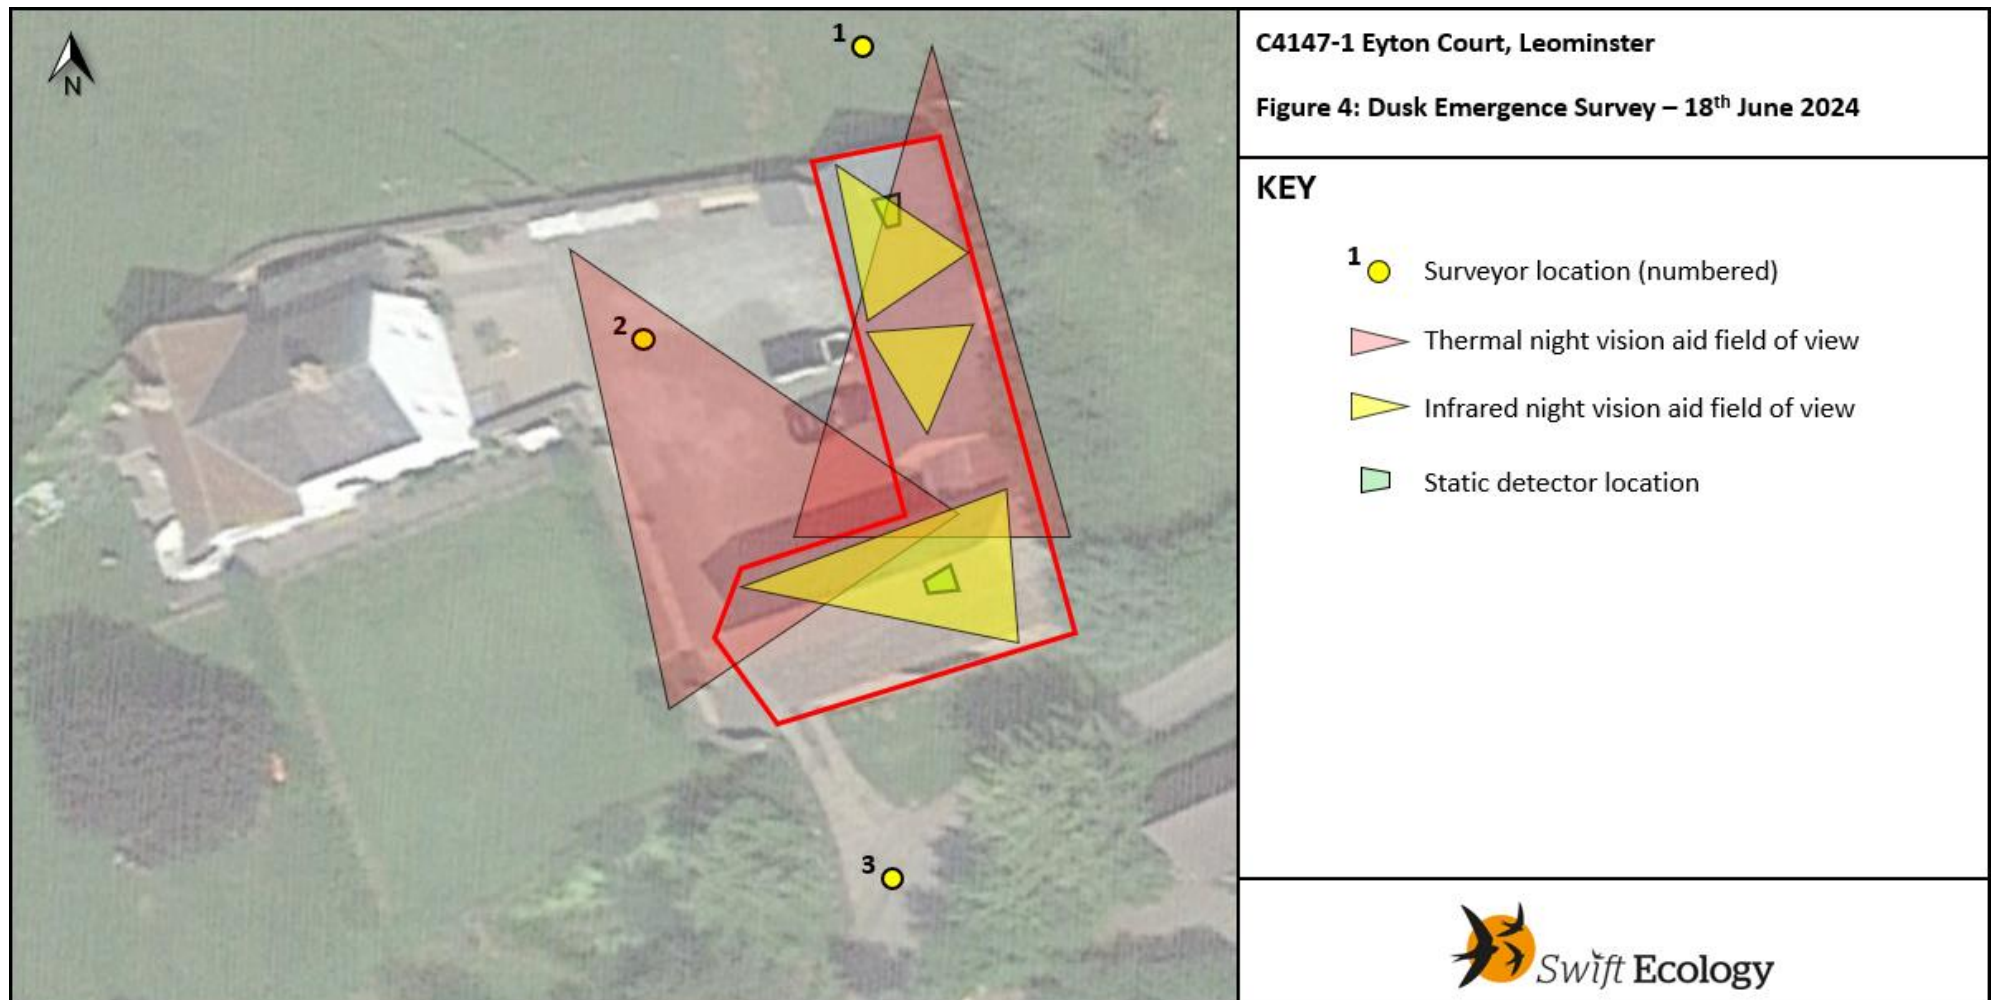 C4147-1 Eyton Court, Leominster
Figure 4: Dusk Emergence Survey – 18th June 2024
KEY
1
Surveyor location (numbered)
Thermal night vision aid field of view
Infrared night vision aid field of view
Static detector location
Swift Ecology
N
1
2
3